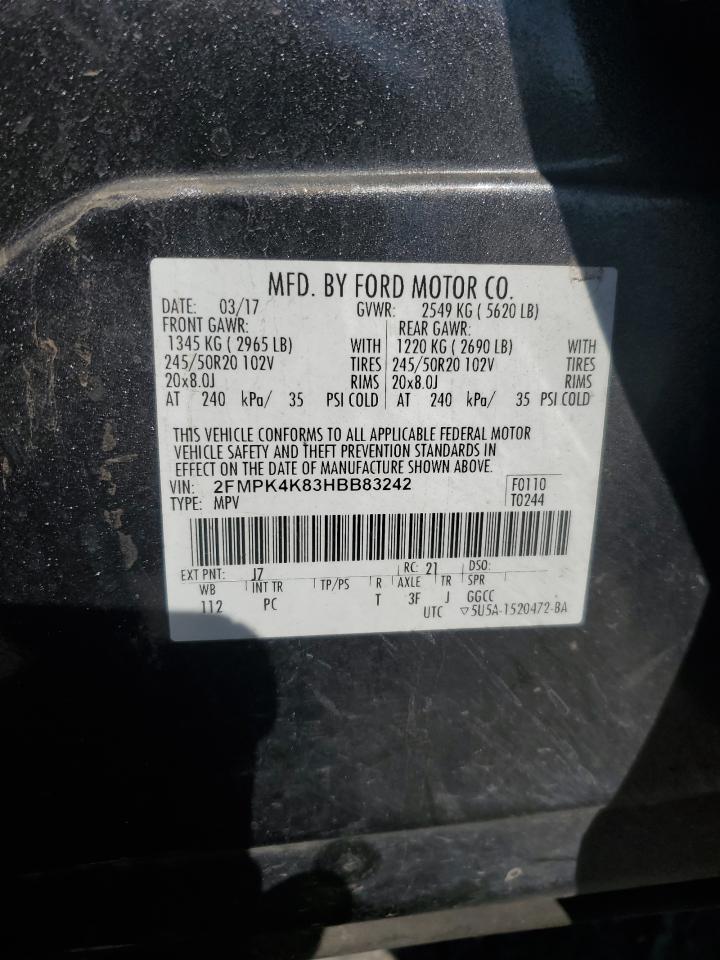 MFD. BY FORD MOTOR CO.
DATE: 03/17 GVWR: 2549 KG ( 5620 LB)
FRONT GAWR: REAR GAWR:
1345 KG ( 2965 LB) WITH 1220 KG ( 2690 LB) WITH
245/50R20 102V TIRES 245/50R20 102V TIRES
20x8.0J RIMS 20x8.0J RIMS
AT 240 kPa/ 35 PSI COLD AT 240 kPa/ 35 PSI COLD
THIS VEHICLE CONFORMS TO ALL APPLICABLE FEDERAL MOTOR
VEHICLE SAFETY AND THEFT PREVENTION STANDARDS IN
EFFECT ON THE DATE OF MANUFACTURE SHOWN ABOVE.
VIN: 2FMPK4K83HBB83242 F0110
TYPE: MPV T0244
EXT PNT: J7 RC: 21 DSO:
WB INT TR TP/PS R AXLE TR SPR
112 PC T 3F J GGCC
UTC ▽5U5A-1520472-BA